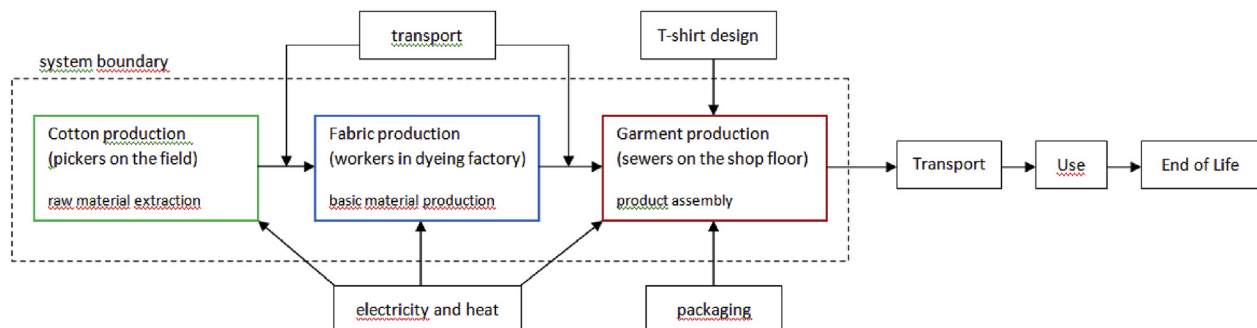 transport
T-shirt design
system boundary
Cotton production
(pickers on the field)
raw material extraction
Fabric production
(workers in dyeing factory)
basic material production
Garment production
(sewers on the shop floor)
product assembly
Transport
Use
End of Life
electricity and heat
packaging